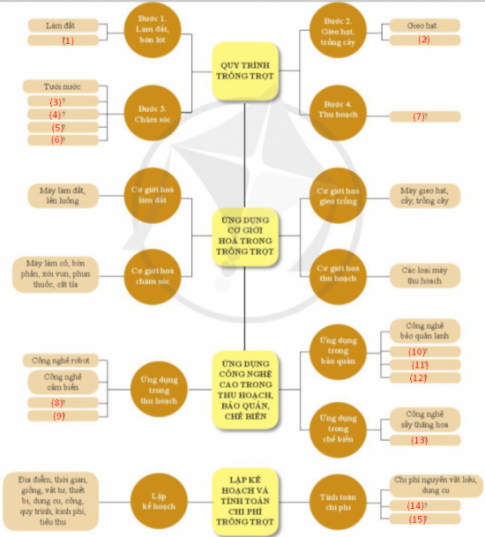 Làm đất
(1)
Bước 1.
Làm đất,
bón lót
Bước 2.
Gieo hạt,
trồng cây
Gieo hạt
(2)
QUY TRÌNH
TRỒNG TRỌT
Tưới nước
(3)?
(4)?
(5)?
(6)?
Bước 3.
Chăm sóc
Bước 4.
Thu hoạch
(7)?
Máy làm đất,
lên luống
Cơ giới hoá
làm đất
Cơ giới hoá
gieo trồng
Máy gieo hạt,
cấy, trồng cây
ỨNG DỤNG
CƠ GIỚI
HOÁ TRONG
TRỒNG TRỌT
Máy làm cỏ, bón
phân, xới vun, phun
thuốc, cắt tỉa
Cơ giới hoá
chăm sóc
Cơ giới hoá
thu hoạch
Các loại máy
thu hoạch
Công nghệ robot
Công nghệ
cảm biến
(8)?
(9)
Ứng dụng
trong
thu hoạch
ỨNG DỤNG
CÔNG NGHỆ
CAO TRONG
THU HOẠCH,
BẢO QUẢN,
CHẾ BIẾN
Ứng dụng
trong
bảo quản
Công nghệ
bảo quản lạnh
(10)?
(11)
(12)
Ứng dụng
trong
chế biến
Công nghệ
sấy thăng hoa
(13)
Địa điểm, thời gian,
giống, vật tư, thiết
bị, dụng cụ, công,
quy trình, kinh phí,
tiêu thụ
Lập
kế hoạch
LẬP KẾ
HOẠCH VÀ
TÍNH TOÁN
CHI PHÍ
TRỒNG TRỌT
Tính toán
chi phí
Chi phí nguyên vật liệu,
dụng cụ
(14)?
(15)?